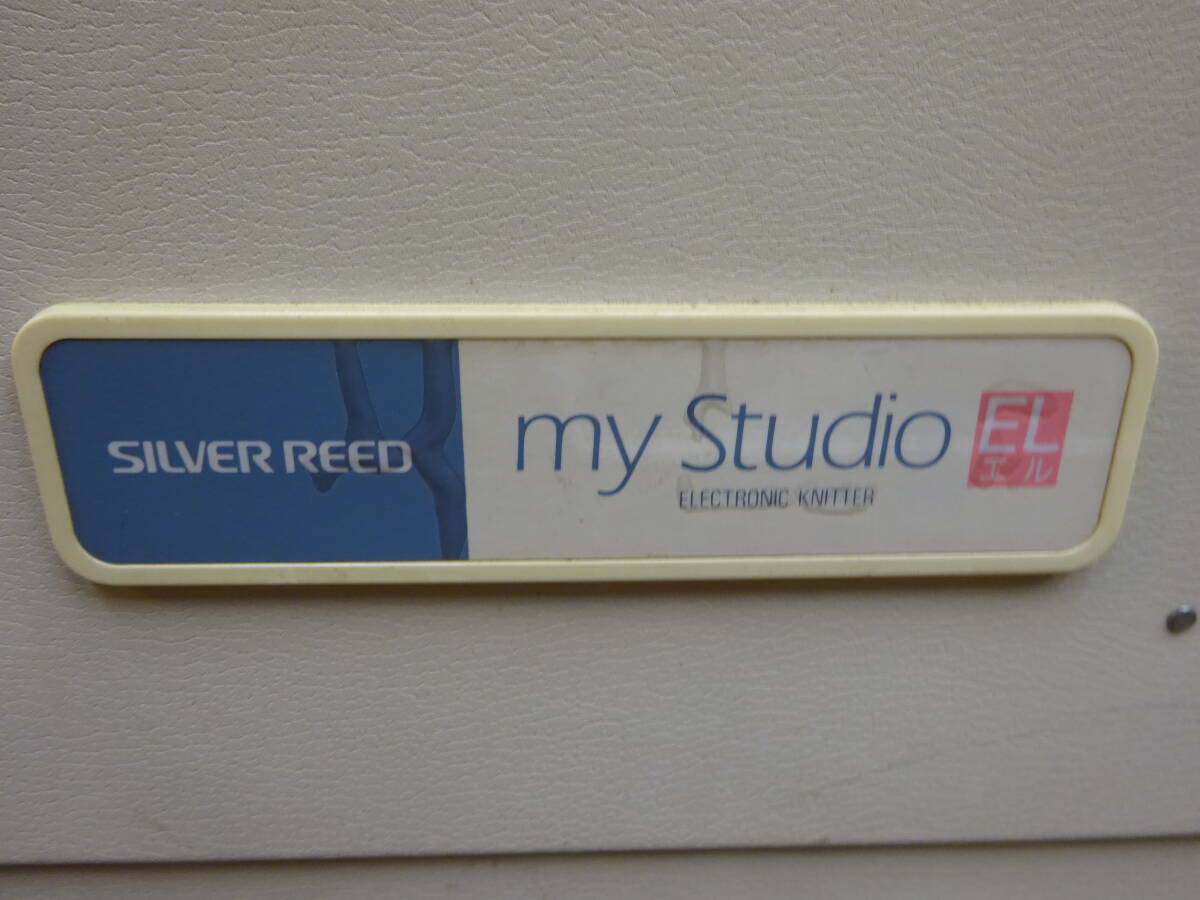 SILVER REED
my Studio
ELECTRONIC KNITTER
EL
エル